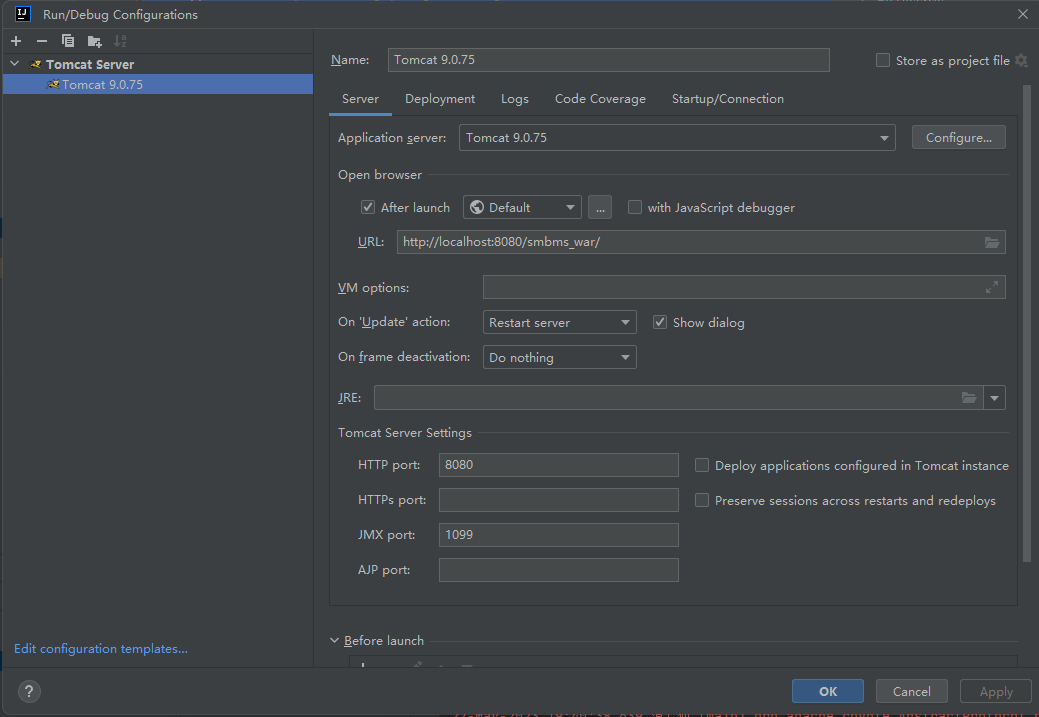 Run/Debug Configurations
Tomcat Server
Tomcat 9.0.75
Name: Tomcat 9.0.75 Store as project file
Server Deployment Logs Code Coverage Startup/Connection
Application server: Tomcat 9.0.75 Configure...
Open browser
After launch Default ... with JavaScript debugger
URL: http://localhost:8080/smbms_war/
VM options:
On 'Update' action: Restart server Show dialog
On frame deactivation: Do nothing
JRE:
Tomcat Server Settings
HTTP port: 8080 Deploy applications configured in Tomcat instance
HTTPs port: Preserve sessions across restarts and redeploys
JMX port: 1099
AJP port:
Before launch
Edit configuration templates...
? OK Cancel Apply